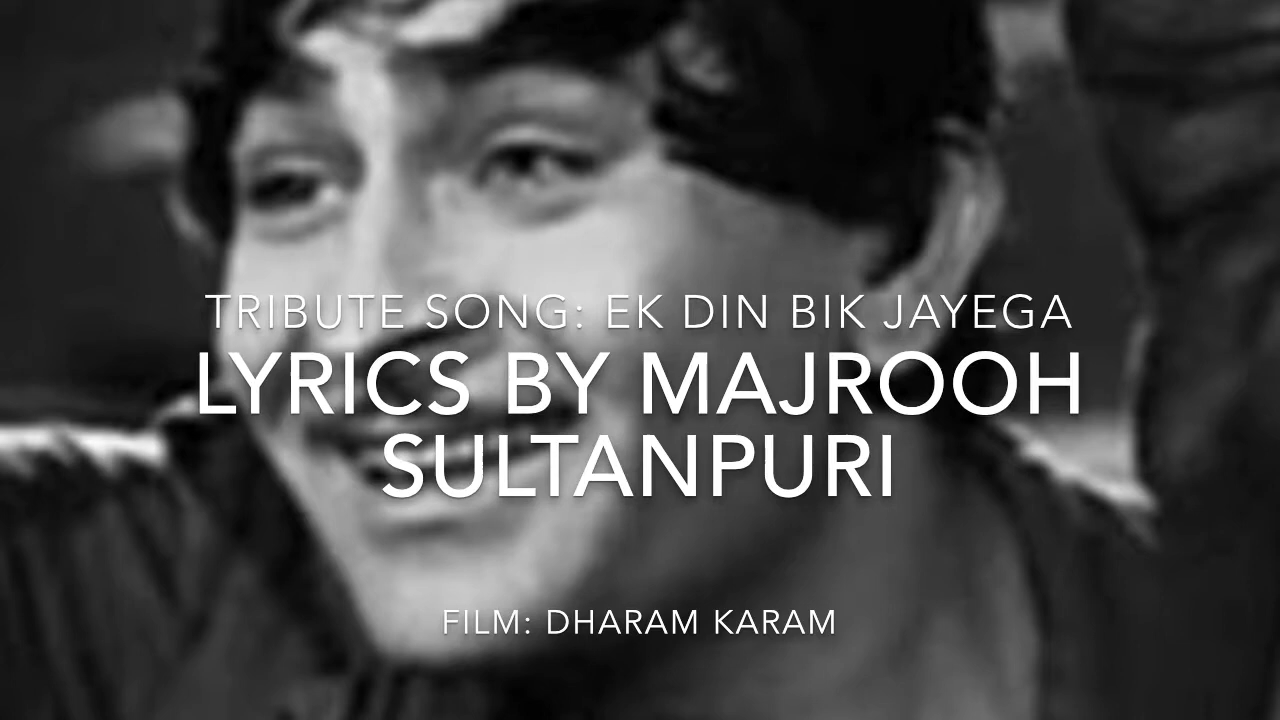 TRIBUTE SONG: EK DIN BIK JAYEGA
LYRICS BY MAJROOH
SULTANPURI
FILM: DHARAM KARAM